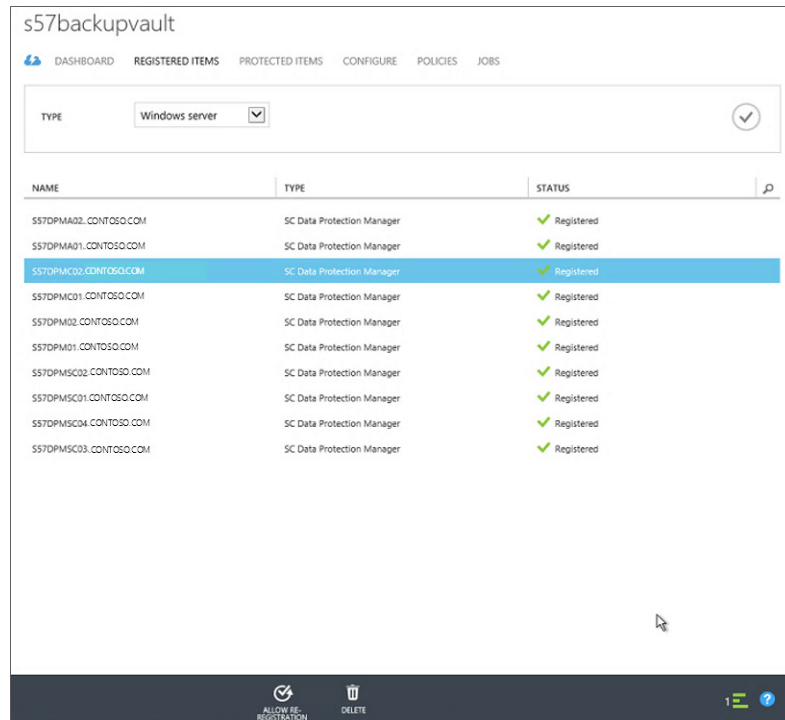 s57backupvault
DASHBOARD REGISTERED ITEMS PROTECTED ITEMS CONFIGURE POLICIES JOBS
TYPE Windows server
NAME TYPE STATUS
S57DPMA02.CONTOSO.COM SC Data Protection Manager Registered
S57DPMA01.CONTOSO.COM SC Data Protection Manager Registered
S57DPMC02.CONTOSO.COM SC Data Protection Manager Registered
S57DPMC01.CONTOSO.COM SC Data Protection Manager Registered
S57DPM02.CONTOSO.COM SC Data Protection Manager Registered
S57DPM01.CONTOSO.COM SC Data Protection Manager Registered
S57DPMSC02.CONTOSO.COM SC Data Protection Manager Registered
S57DPMSC01.CONTOSO.COM SC Data Protection Manager Registered
S57DPMSC04.CONTOSO.COM SC Data Protection Manager Registered
S57DPMSC03.CONTOSO.COM SC Data Protection Manager Registered
ALLOW RE-
REGISTRATION
DELETE
1
?